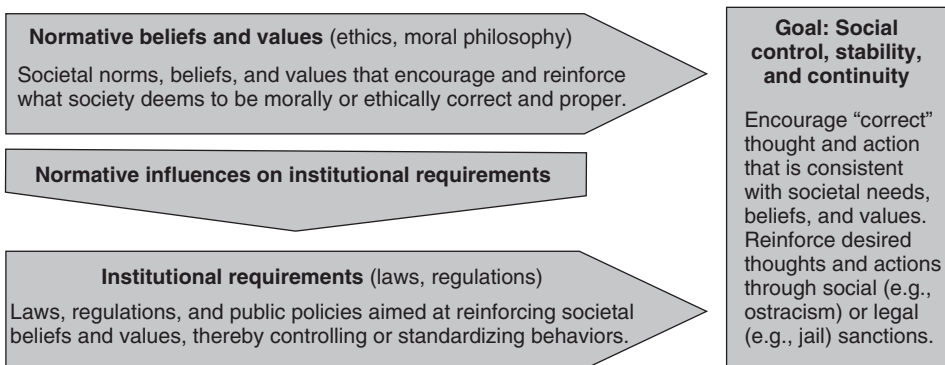 Normative beliefs and values (ethics, moral philosophy)
Societal norms, beliefs, and values that encourage and reinforce
what society deems to be morally or ethically correct and proper.
Normative influences on institutional requirements
Institutional requirements (laws, regulations)
Laws, regulations, and public policies aimed at reinforcing societal
beliefs and values, thereby controlling or standardizing behaviors.
Goal: Social
control, stability,
and continuity
Encourage “correct”
thought and action
that is consistent
with societal needs,
beliefs, and values.
Reinforce desired
thoughts and actions
through social (e.g.,
ostracism) or legal
(e.g., jail) sanctions.